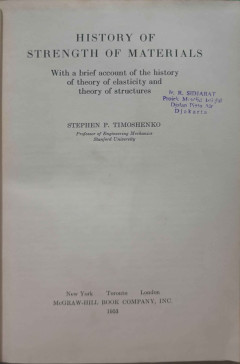 HISTORY OF
STRENGTH OF MATERIALS
With a brief account of the history
of theory of elasticity and
theory of structures
STEPHEN P. TIMOSHENKO
Professor of Engineering Mechanics
Stanford University
New York Toronto London
McGRAW-HILL BOOK COMPANY, INC.
1953